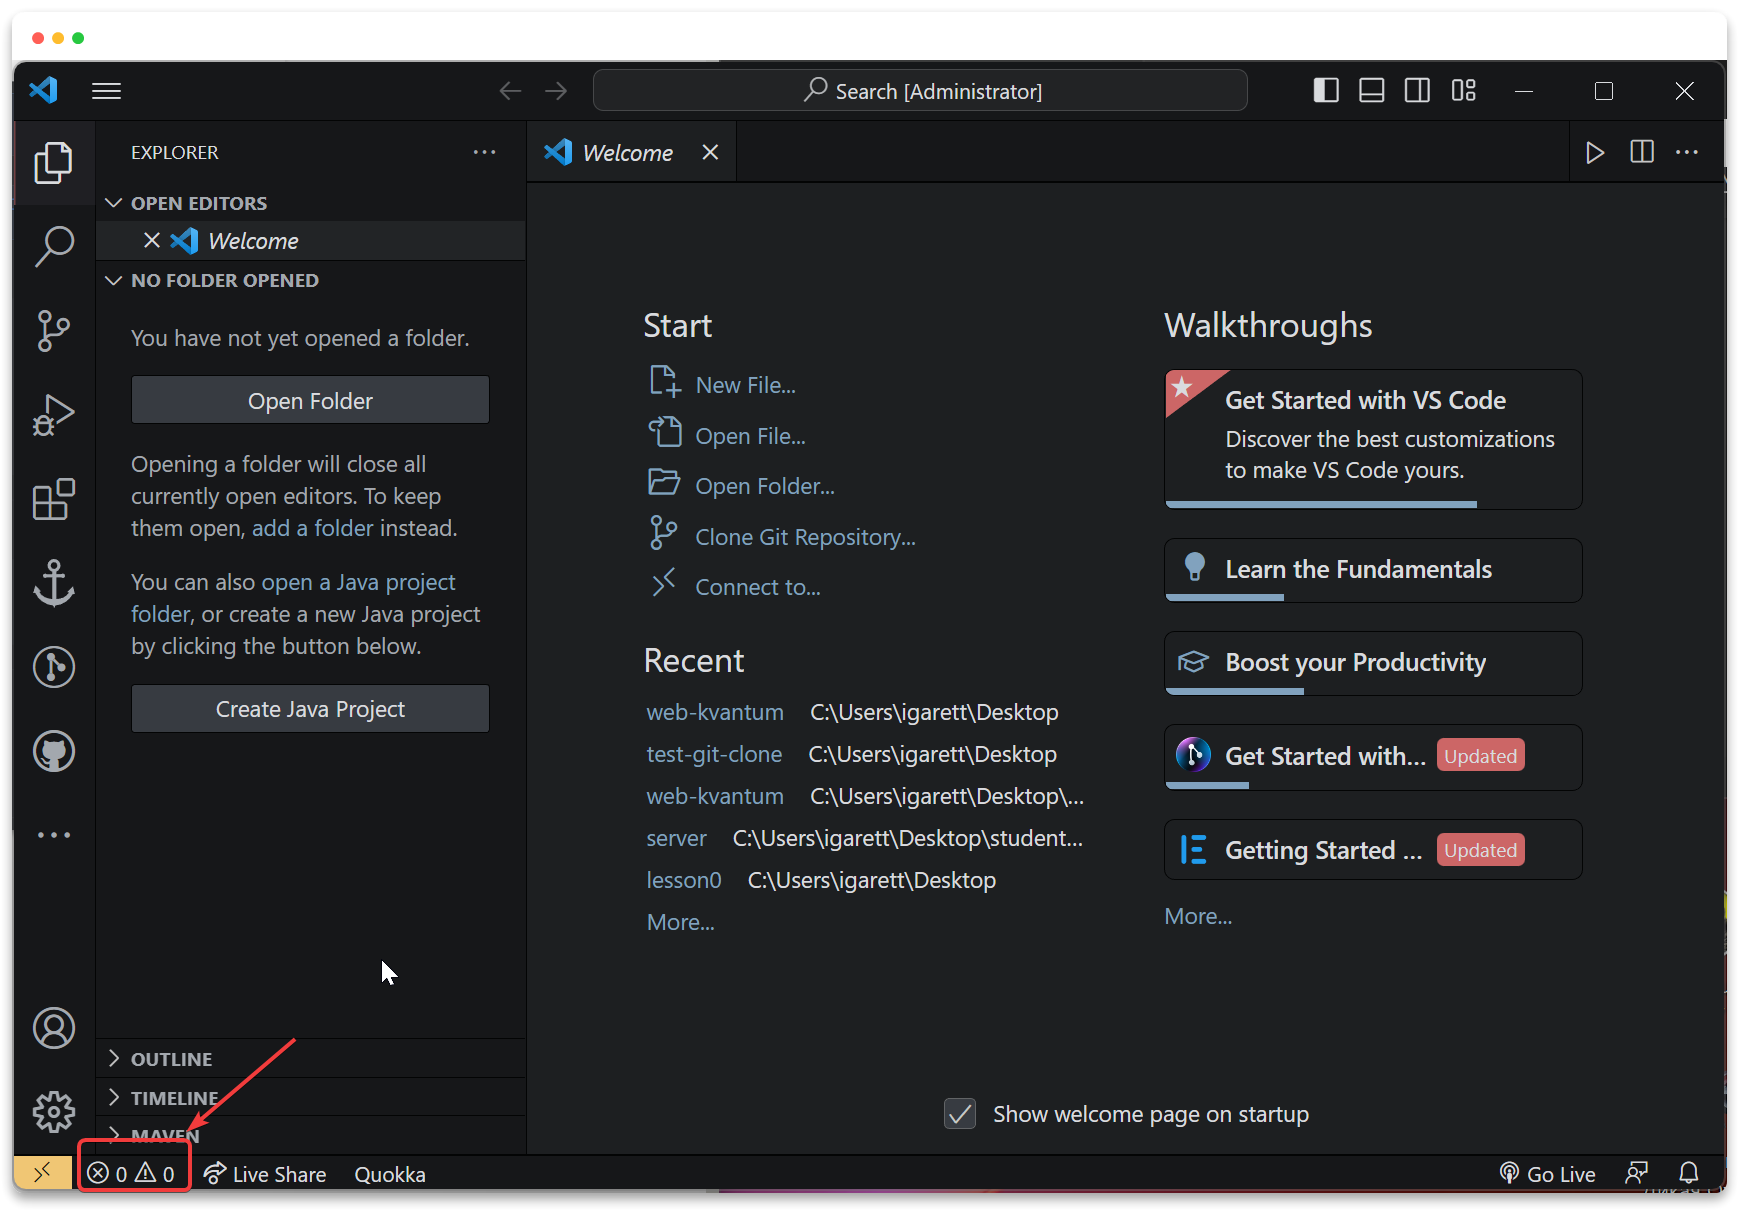 Search [Administrator]
EXPLORER
Welcome
OPEN EDITORS
Welcome
NO FOLDER OPENED
You have not yet opened a folder.
Open Folder
Opening a folder will close all
currently open editors. To keep
them open, add a folder instead.
You can also open a Java project
folder, or create a new Java project
by clicking the button below.
Create Java Project
OUTLINE
TIMELINE
MAVEN
Start
New File...
Open File...
Open Folder...
Clone Git Repository...
Connect to...
Recent
web-kvantum C:\Users\igarett\Desktop
test-git-clone C:\Users\igarett\Desktop
web-kvantum C:\Users\igarett\Desktop\...
server C:\Users\igarett\Desktop\student...
lesson0 C:\Users\igarett\Desktop
More...
Walkthroughs
Get Started with VS Code
Discover the best customizations
to make VS Code yours.
Learn the Fundamentals
Boost your Productivity
Get Started with... Updated
Getting Started ... Updated
More...
Show welcome page on startup
0 0 Live Share Quokka Go Live